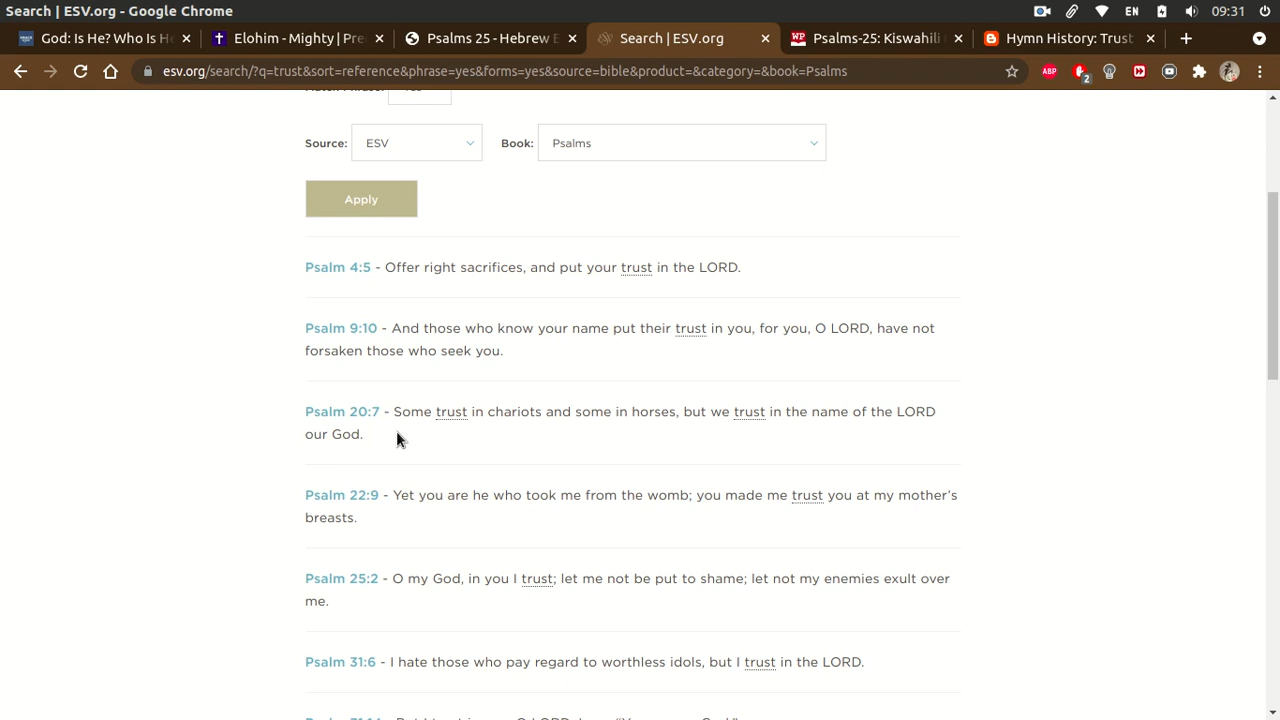 Search | ESV.org - Google Chrome
EN
09:31
God: Is He? Who Is He
Elohim - Mighty | Pre
Psalms 25 - Hebrew E
Search | ESV.org
Psalms-25: Kiswahili
Hymn History: Trust
esv.org/search/?q=trust&sort=reference&phrase=yes&forms=yes&source=bible&product=&category=&book=Psalms
ABP
2
Source: ESV
Book: Psalms
Apply
Psalm 4:5 - Offer right sacrifices, and put your trust in the LORD.
Psalm 9:10 - And those who know your name put their trust in you, for you, O LORD, have not
forsaken those who seek you.
Psalm 20:7 - Some trust in chariots and some in horses, but we trust in the name of the LORD
our God.
Psalm 22:9 - Yet you are he who took me from the womb; you made me trust you at my mother's
breasts.
Psalm 25:2 - O my God, in you I trust; let me not be put to shame; let not my enemies exult over
me.
Psalm 31:6 - I hate those who pay regard to worthless idols, but I trust in the LORD.